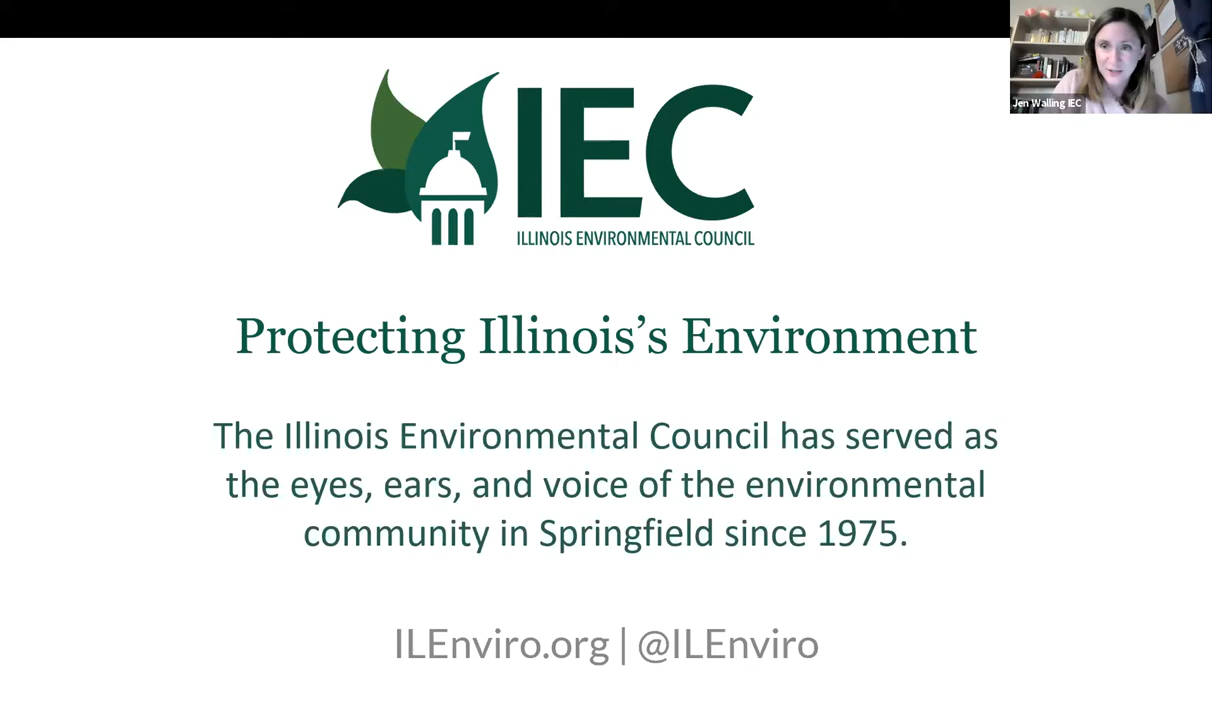 Jen Walling IEC
IEC
ILLINOIS ENVIRONMENTAL COUNCIL
Protecting Illinois’s Environment
The Illinois Environmental Council has served as
the eyes, ears, and voice of the environmental
community in Springfield since 1975.
ILEnviro.org | @ILEnviro